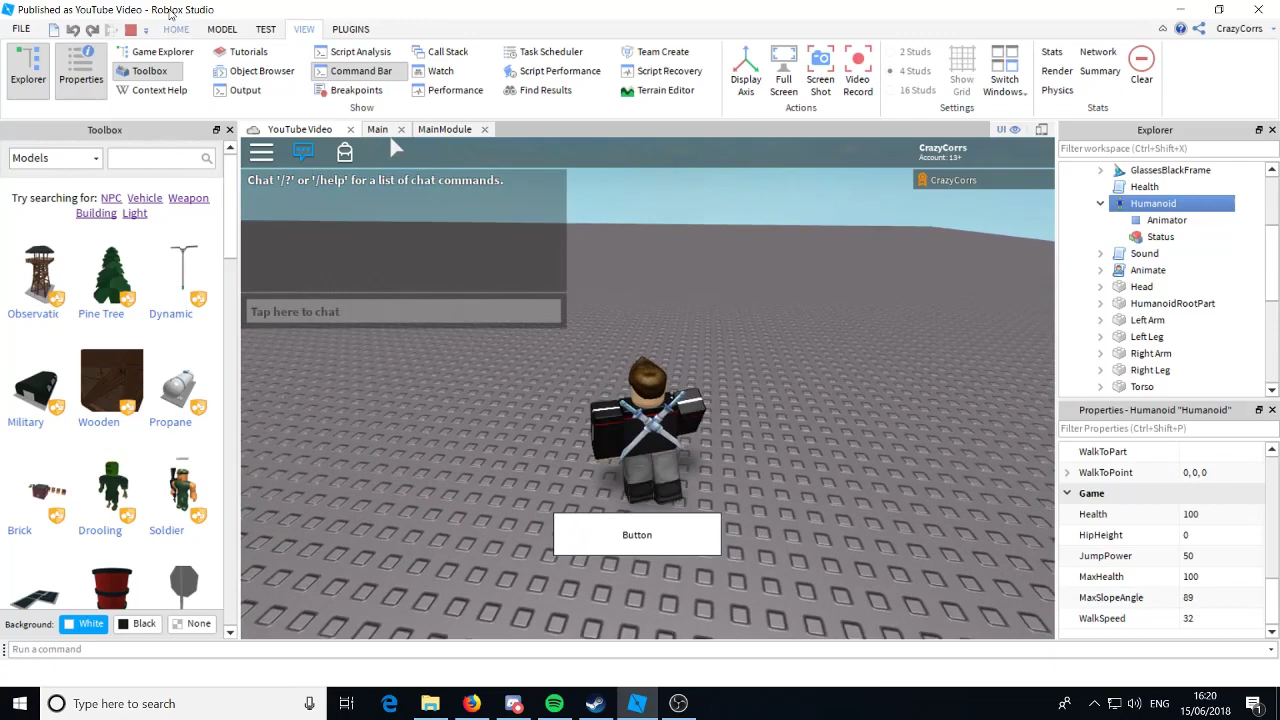 Published as YouTube Video - Roblox Studio
FILE HOME MODEL TEST VIEW PLUGINS CrazyCorrs
Explorer
Properties
Game Explorer
Toolbox
Context Help
Tutorials
Object Browser
Output
Script Analysis
Command Bar
Breakpoints
Call Stack
Watch
Performance
Task Scheduler
Script Performance
Find Results
Team Create
Script Recovery
Terrain Editor
Show
Display
Axis
Full
Screen
Screen
Shot
Video
Record
Actions
2 Studs
4 Studs
16 Studs
Show
Grid
Switch
Windows
Settings
Stats Network
Render Summary
Physics
Clear
Stats
Toolbox
YouTube Video Main MainModule UI
Models
Try searching for: NPC Vehicle Weapon
Building Light
Observatic Pine Tree Dynamic
Military Wooden Propane
Brick Drooling Soldier
Background: White Black None
CrazyCorrs
Account: 13+
CrazyCorrs
Chat '/?' or '/help' for a list of chat commands.
Tap here to chat
Button
Explorer
Filter workspace (Ctrl+Shift+X)
GlassesBlackFrame
Health
Humanoid
Animator
Status
Sound
Animate
Head
HumanoidRootPart
Left Arm
Left Leg
Right Arm
Right Leg
Torso
Properties - Humanoid "Humanoid"
Filter Properties (Ctrl+Shift+P)
WalkToPart
WalkToPoint 0, 0, 0
Game
Health 100
HipHeight 0
JumpPower 50
MaxHealth 100
MaxSlopeAngle 89
WalkSpeed 32
Run a command
Type here to search
ENG
16:20
15/06/2018